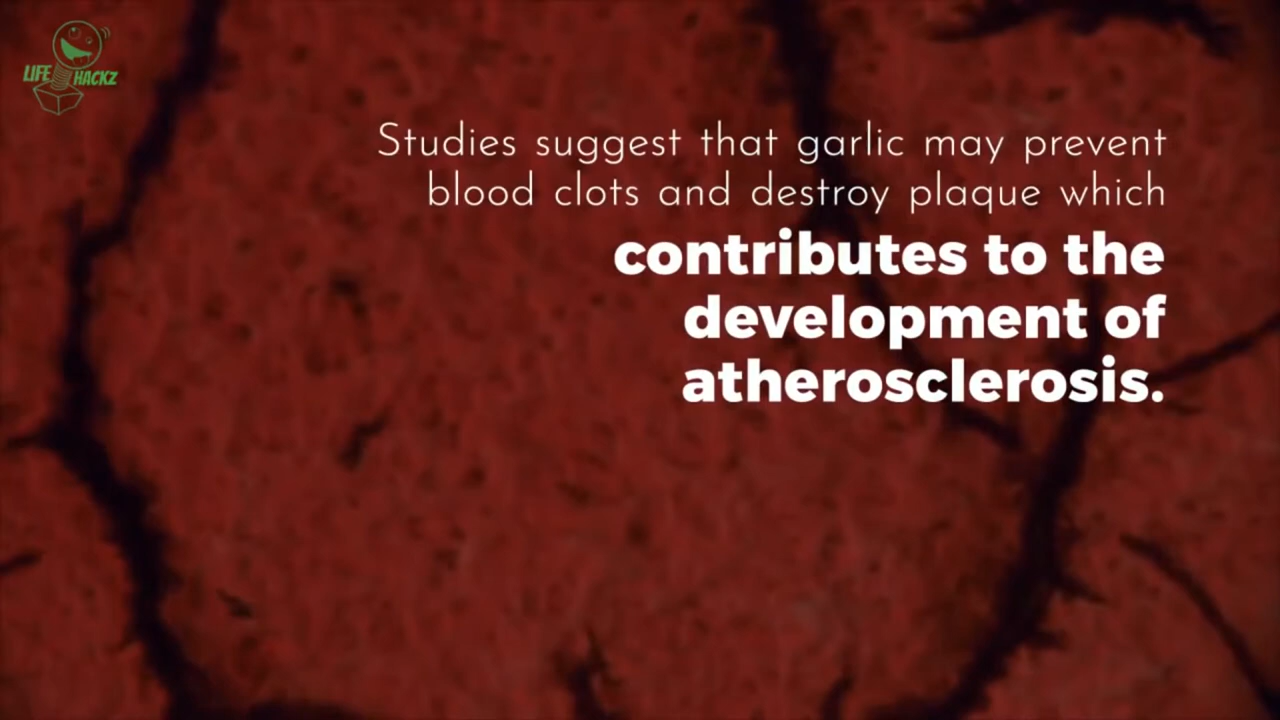 LIFE HACKZ
Studies suggest that garlic may prevent
blood clots and destroy plaque which
contributes to the
development of
atherosclerosis.